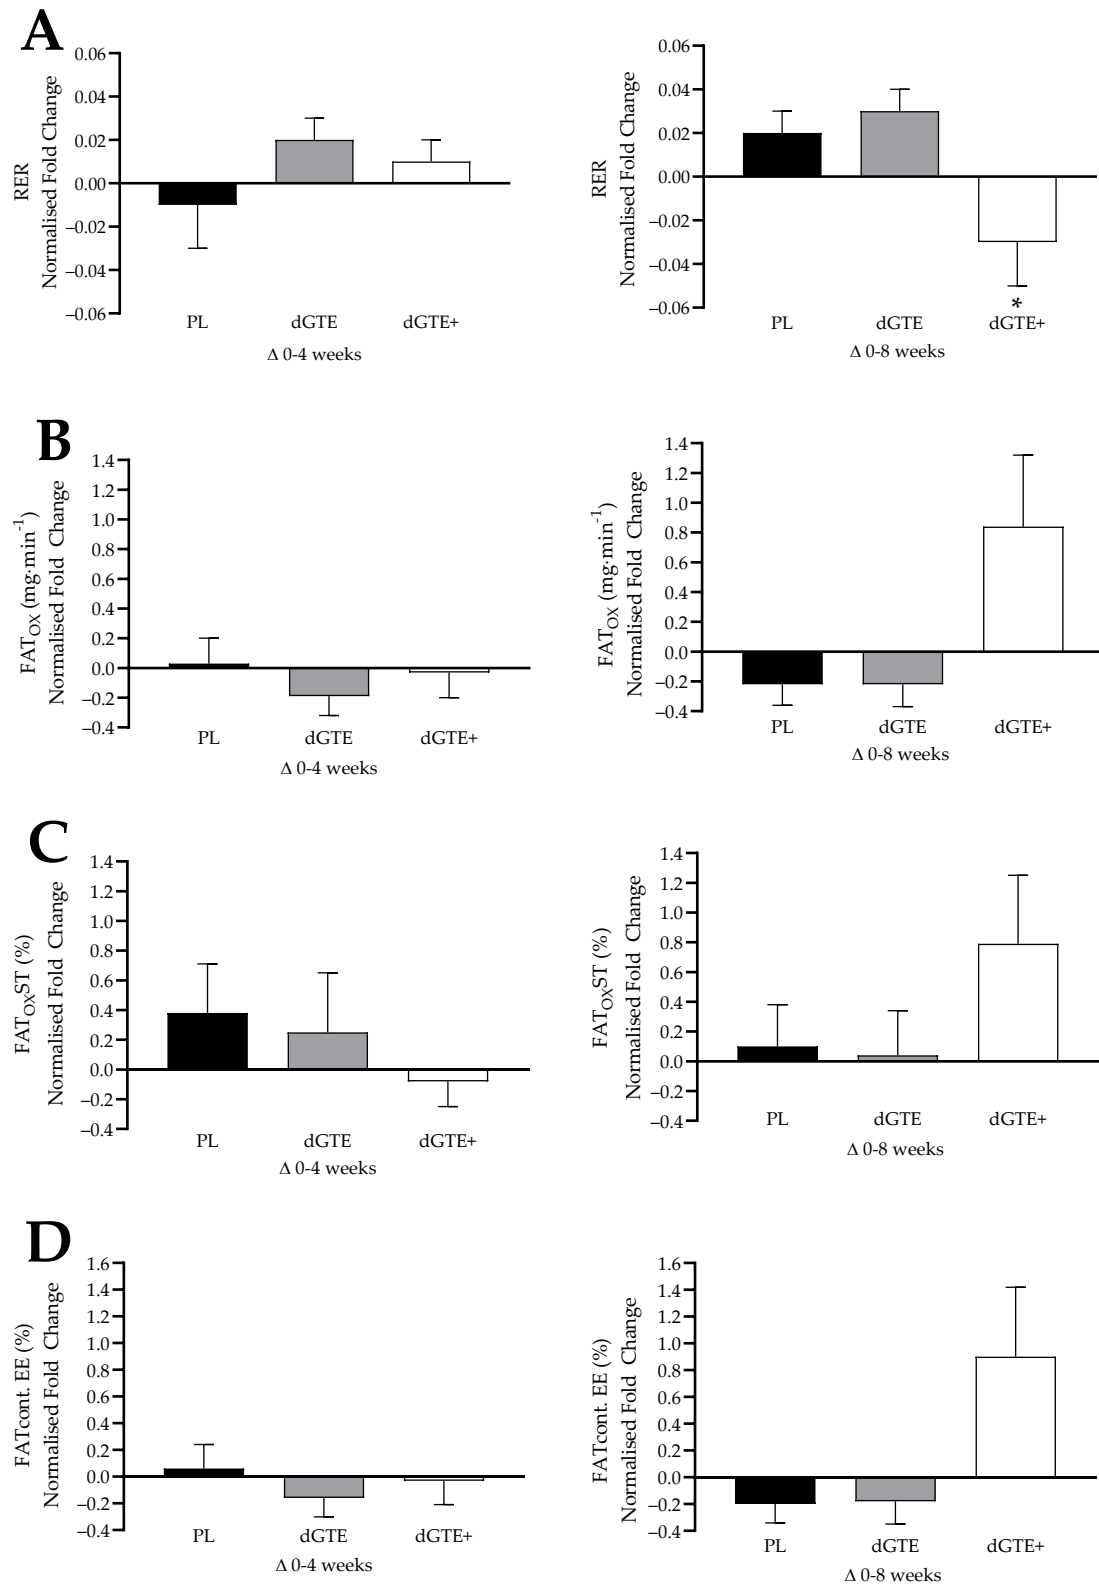 A
RER
Normalised Fold Change
0.06
0.04
0.02
0.00
–0.02
–0.04
–0.06
PL dGTE dGTE+
Δ 0-4 weeks
RER
Normalised Fold Change
0.06
0.04
0.02
0.00
–0.02
–0.04
–0.06
*
PL dGTE dGTE+
Δ 0-8 weeks
B
FATOX (mg·min-1)
Normalised Fold Change
1.4
1.2
1.0
0.8
0.6
0.4
0.2
0.0
–0.2
–0.4
PL dGTE dGTE+
Δ 0-4 weeks
FATOX (mg·min-1)
Normalised Fold Change
1.4
1.2
1.0
0.8
0.6
0.4
0.2
0.0
–0.2
–0.4
PL dGTE dGTE+
Δ 0-8 weeks
C
FATOXST (%)
Normalised Fold Change
1.4
1.2
1.0
0.8
0.6
0.4
0.2
0.0
–0.2
–0.4
PL dGTE dGTE+
Δ 0-4 weeks
FATOXST (%)
Normalised Fold Change
1.4
1.2
1.0
0.8
0.6
0.4
0.2
0.0
–0.2
–0.4
PL dGTE dGTE+
Δ 0-8 weeks
D
FATcont. EE (%)
Normalised Fold Change
1.6
1.4
1.2
1.0
0.8
0.6
0.4
0.2
0.0
–0.2
–0.4
PL dGTE dGTE+
Δ 0-4 weeks
FATcont. EE (%)
Normalised Fold Change
1.6
1.4
1.2
1.0
0.8
0.6
0.4
0.2
0.0
–0.2
–0.4
PL dGTE dGTE+
Δ 0-8 weeks